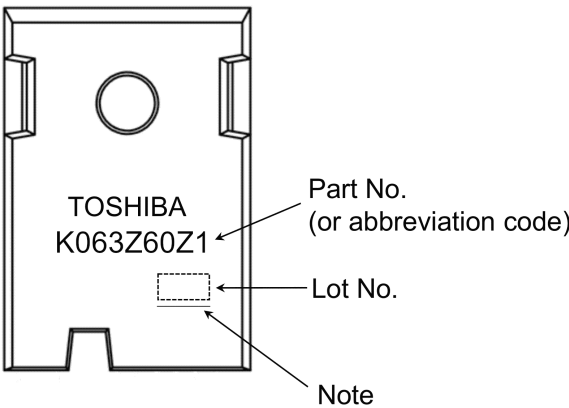 TOSHIBA
K063Z60Z1
Part No.
(or abbreviation code)
Lot No.
Note